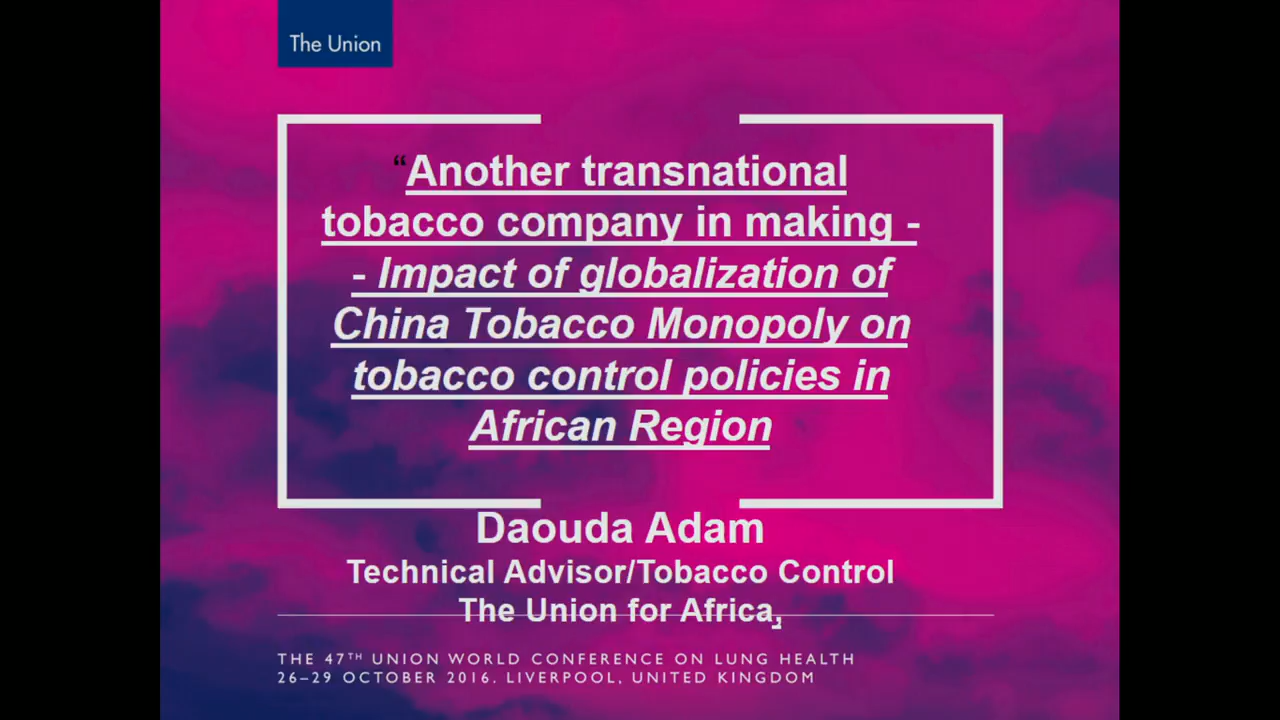 The Union
“Another transnational
tobacco company in making -
- Impact of globalization of
China Tobacco Monopoly on
tobacco control policies in
African Region
Daouda Adam
Technical Advisor/Tobacco Control
The Union for Africa,
THE 47TH UNION WORLD CONFERENCE ON LUNG HEALTH
26–29 OCTOBER 2016. LIVERPOOL, UNITED KINGDOM